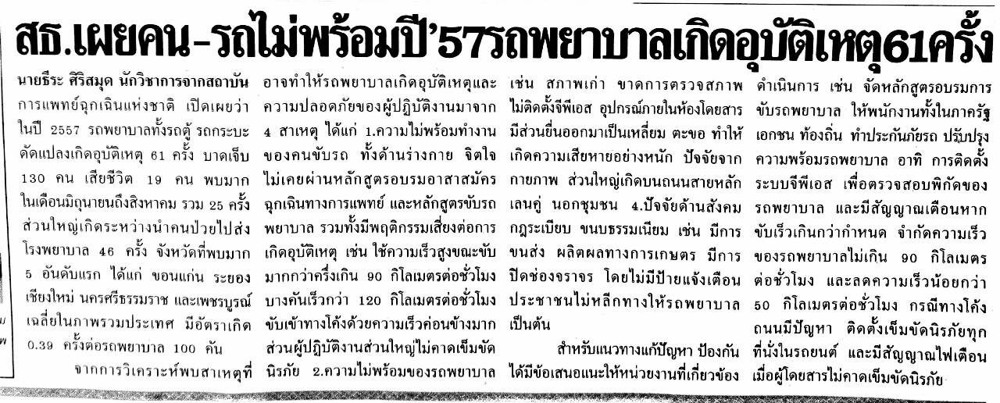 สธ.เผยคน-รถไม่พร้อมปี'57รถพยาบาลเกิดอุบัติเหตุ61ครั้ง
นายธีระ ศิริสมุด นักวิชาการจากสถาบัน
การแพทย์ฉุกเฉินแห่งชาติ เปิดเผยว่า
ในปี 2557 รถพยาบาลทั้งรถตู้ รถกระบะ
ดัดแปลงเกิดอุบัติเหตุ 61 ครั้ง บาดเจ็บ
130 คน เสียชีวิต 19 คน พบมาก
ในเดือนมิถุนายนถึงสิงหาคม รวม 25 ครั้ง
ส่วนใหญ่เกิดระหว่างนำคนป่วยไปส่ง
โรงพยาบาล 46 ครั้ง จังหวัดที่พบมาก
5 อันดับแรก ได้แก่ ขอนแก่น ระยอง
เชียงใหม่ นครศรีธรรมราช และเพชรบูรณ์
เฉลี่ยในภาพรวมประเทศ มีอัตราเกิด
0.39 ครั้งต่อรถพยาบาล 100 คัน
จากการวิเคราะห์พบสาเหตุที่
อาจทำให้รถพยาบาลเกิดอุบัติเหตุและ
ความปลอดภัยของผู้ปฏิบัติงานมาจาก
4 สาเหตุ ได้แก่ 1.ความไม่พร้อมทำงาน
ของคนขับรถ ทั้งด้านร่างกาย จิตใจ
ไม่เคยผ่านหลักสูตรอบรมอาสาสมัคร
ฉุกเฉินทางการแพทย์ และหลักสูตรขับรถ
พยาบาล รวมทั้งมีพฤติกรรมเสี่ยงต่อการ
เกิดอุบัติเหตุ เช่น ใช้ความเร็วสูงขณะขับ
มากกว่าครึ่งเกิน 90 กิโลเมตรต่อชั่วโมง
บางคันเร็วกว่า 120 กิโลเมตรต่อชั่วโมง
ขับเข้าทางโค้งด้วยความเร็วค่อนข้างมาก
ส่วนผู้ปฏิบัติงานส่วนใหญ่ไม่คาดเข็มขัด
นิรภัย 2.ความไม่พร้อมของรถพยาบาล
เช่น สภาพเก่า ขาดการตรวจสภาพ
ไม่ติดตั้งจีพีเอส อุปกรณ์ภายในห้องโดยสาร
มีส่วนยื่นออกมาเป็นเหลี่ยม ตะขอ ทำให้
เกิดความเสียหายอย่างหนัก ปัจจัยจาก
กายภาพ ส่วนใหญ่เกิดบนถนนสายหลัก
เลนคู่ นอกชุมชน 4.ปัจจัยด้านสังคม
กฎระเบียบ ขนบธรรมเนียม เช่น มีการ
ขนส่ง ผลิตผลทางการเกษตร มีการ
ปิดช่องจราจร โดยไม่มีป้ายแจ้งเตือน
ประชาชนไม่หลีกทางให้รถพยาบาล
เป็นต้น
สำหรับแนวทางแก้ปัญหา ป้องกัน
ได้มีข้อเสนอแนะให้หน่วยงานที่เกี่ยวข้อง
ดำเนินการ เช่น จัดหลักสูตรอบรมการ
ขับรถพยาบาล ให้พนักงานทั้งในภาครัฐ
เอกชน ท้องถิ่น ทำประกันภัยรถ ปรับปรุง
ความพร้อมรถพยาบาล อาทิ การติดตั้ง
ระบบจีพีเอส เพื่อตรวจสอบพิกัดของ
รถพยาบาล และมีสัญญาณเตือนหาก
ขับเร็วเกินกว่ากำหนด จำกัดความเร็ว
ของรถพยาบาลไม่เกิน 90 กิโลเมตร
ต่อชั่วโมง และลดความเร็วน้อยกว่า
50 กิโลเมตรต่อชั่วโมง กรณีทางโค้ง
ถนนมีปัญหา ติดตั้งเข็มขัดนิรภัยทุก
ที่นั่งในรถยนต์ และมีสัญญาณไฟเตือน
เมื่อผู้โดยสารไม่คาดเข็มขัดนิรภัย